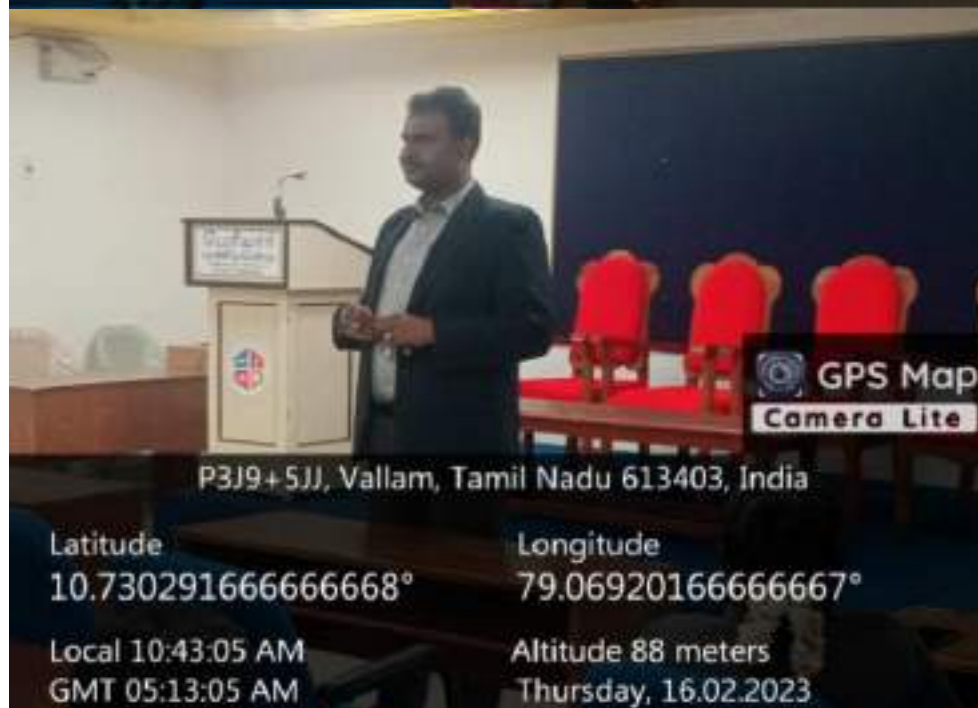 பெரியார்
GPS Map
Camera Lite
P3J9+5JJ, Vallam, Tamil Nadu 613403, India
Latitude
10.730291666666668°
Longitude
79.06920166666667°
Local 10:43:05 AM
GMT 05:13:05 AM
Altitude 88 meters
Thursday, 16.02.2023